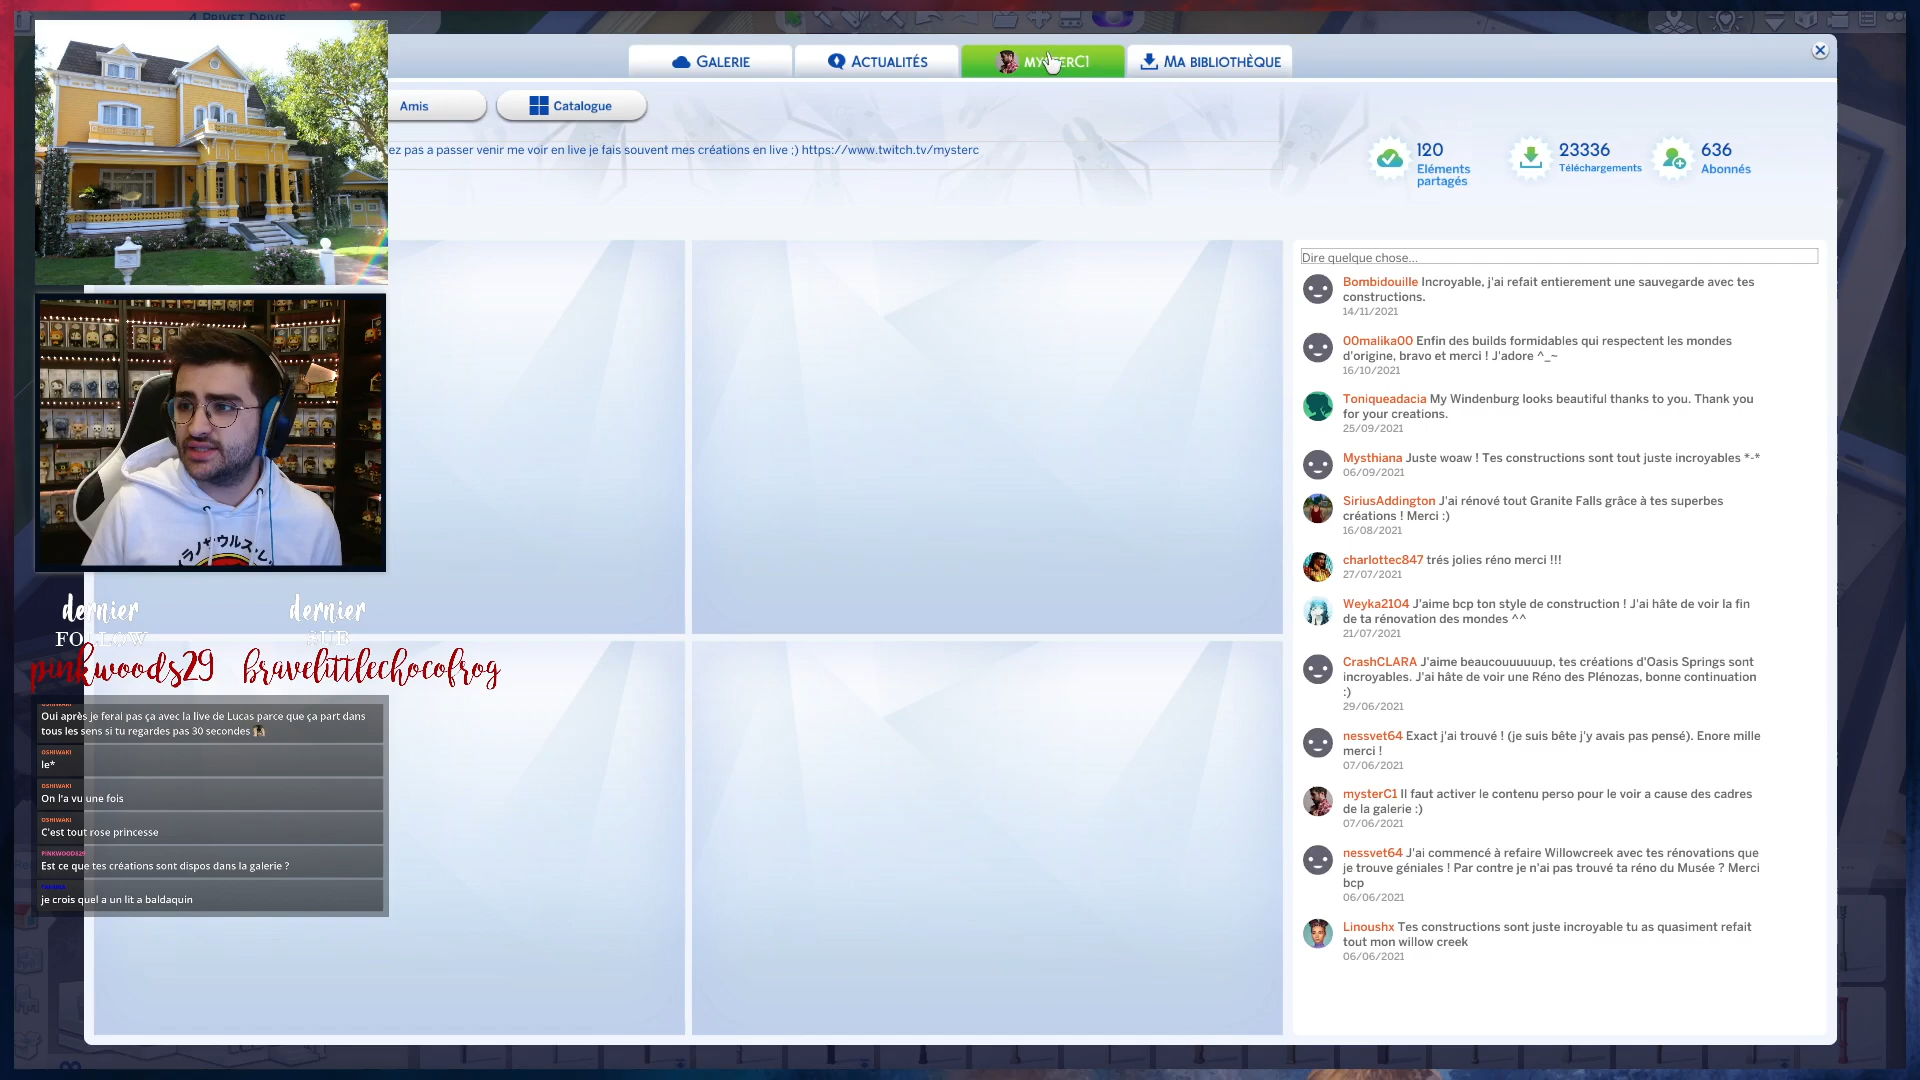 4 Privet Drive
Galerie
Actualités
mysterC1
Ma bibliothèque
Amis
Catalogue
ez pas a passer venir me voir en live je fais souvent mes créations en live ;) https://www.twitch.tv/mysterc
120
Eléments
partagés
23336
Téléchargements
636
Abonnés
Dire quelque chose...
Bombidouille Incroyable, j'ai refait entierement une sauvegarde avec tes
constructions.
14/11/2021
00malika00 Enfin des builds formidables qui respectent les mondes
d'origine, bravo et merci ! J'adore ^_~
16/10/2021
Toniqueadacia My Windenburg looks beautiful thanks to you. Thank you
for your creations.
25/09/2021
Mysthiana Juste woaw ! Tes constructions sont tout juste incroyables *-*
06/09/2021
SiriusAddington J'ai rénové tout Granite Falls grâce à tes superbes
créations ! Merci :)
16/08/2021
charlottec847 trés jolies réno merci !!!
27/07/2021
Weyka2104 J'aime bcp ton style de construction ! J'ai hâte de voir la fin
de ta rénovation des mondes ^^
21/07/2021
CrashCLARA J'aime beaucouuuuuup, tes créations d'Oasis Springs sont
incroyables. J'ai hâte de voir une Réno des Plénozas, bonne continuation
:)
29/06/2021
nessvet64 Exact j'ai trouvé ! (je suis bête j'y avais pas pensé). Enore mille
merci !
07/06/2021
mysterC1 Il faut activer le contenu perso pour le voir a cause des cadres
de la galerie :)
07/06/2021
nessvet64 J'ai commencé à refaire Willowcreek avec tes rénovations que
je trouve géniales ! Par contre je n'ai pas trouvé ta réno du Musée ? Merci
bcp
06/06/2021
Linoushx Tes constructions sont juste incroyable tu as quasiment refait
tout mon willow creek
06/06/2021
dernier
FOLLOW
pinkwoods29
dernier
SUB
bravelittlechocofrog
OSHIWAKI
Oui après je ferai pas ça avec la live de Lucas parce que ça part dans
tous les sens si tu regardes pas 30 secondes
OSHIWAKI
le*
OSHIWAKI
On l'a vu une fois
OSHIWAKI
C'est tout rose princesse
PINKWOODS29
Est ce que tes créations sont dispos dans la galerie ?
je crois quel a un lit a baldaquin